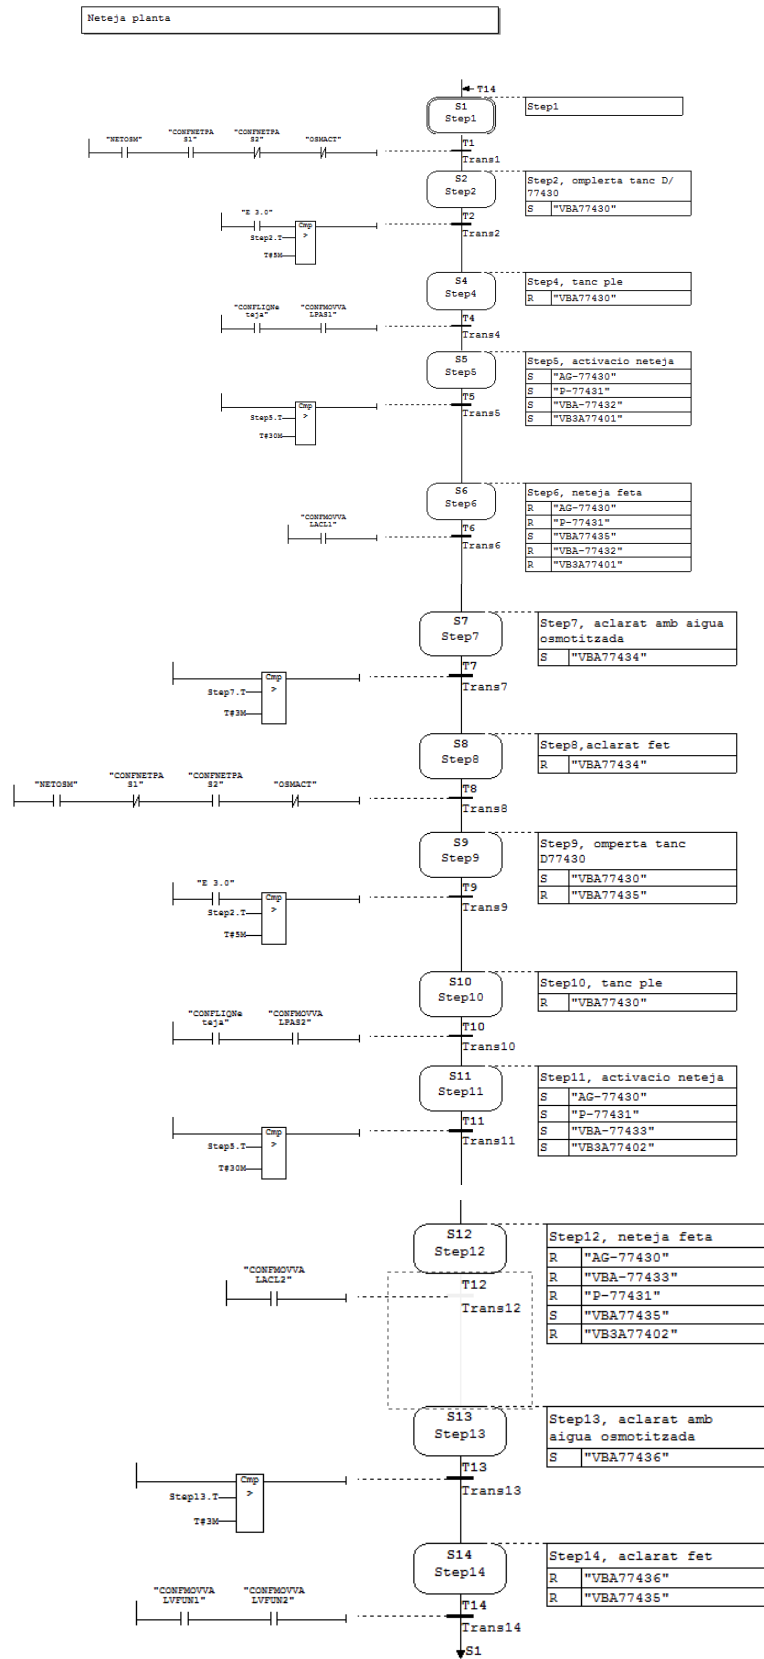 Neteja planta
T14
S1
Step1
Step1
"NETOSM"
"CONFNETPA
S1"
"CONFNETPA
S2"
"OSMACT"
T1
Trans1
S2
Step2
Step2, omplerta tanc D/
77430
S "VBA77430"
"E 3.0"
Cmp
>
Step2.T
T#5M
T2
Trans2
S4
Step4
Step4, tanc ple
R "VBA77430"
"CONFLIQNe
teja"
"CONFMOVVA
LPAS1"
T4
Trans4
S5
Step5
Step5, activacio neteja
S "AG-77430"
S "P-77431"
S "VBA-77432"
S "VB3A77401"
Cmp
>
Step5.T
T#30M
T5
Trans5
S6
Step6
Step6, neteja feta
R "AG-77430"
R "P-77431"
S "VBA77435"
R "VBA-77432"
R "VB3A77401"
"CONFMOVVA
LACL1"
T6
Trans6
S7
Step7
Step7, aclarat amb aigua
osmotitzada
S "VBA77434"
Cmp
>
Step7.T
T#3M
T7
Trans7
S8
Step8
Step8,aclarat fet
R "VBA77434"
"NETOSM"
"CONFNETPA
S1"
"CONFNETPA
S2"
"OSMACT"
T8
Trans8
S9
Step9
Step9, omperta tanc
D77430
S "VBA77430"
R "VBA77435"
"E 3.0"
Cmp
>
Step2.T
T#5M
T9
Trans9
S10
Step10
Step10, tanc ple
R "VBA77430"
"CONFLIQNe
teja"
"CONFMOVVA
LPAS2"
T10
Trans10
S11
Step11
Step11, activacio neteja
S "AG-77430"
S "P-77431"
S "VBA-77433"
S "VB3A77402"
Cmp
>
Step5.T
T#30M
T11
Trans11
S12
Step12
Step12, neteja feta
R "AG-77430"
R "VBA-77433"
R "P-77431"
S "VBA77435"
R "VB3A77402"
"CONFMOVVA
LACL2"
T12
Trans12
S13
Step13
Step13, aclarat amb
aigua osmotitzada
S "VBA77436"
Cmp
>
Step13.T
T#3M
T13
Trans13
S14
Step14
Step14, aclarat fet
R "VBA77436"
R "VBA77435"
"CONFMOVVA
LVFUN1"
"CONFMOVVA
LVFUN2"
T14
Trans14
S1